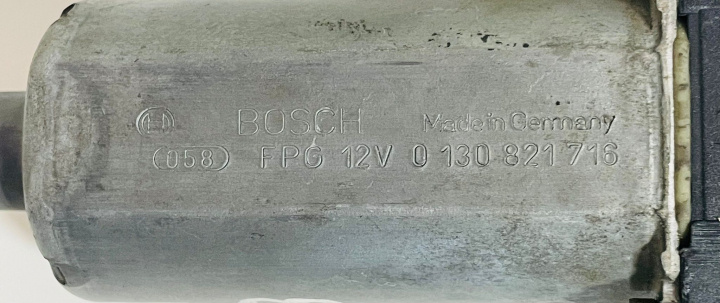 BOSCH Made in Germany
(058) FPG 12V 0 130 821 716